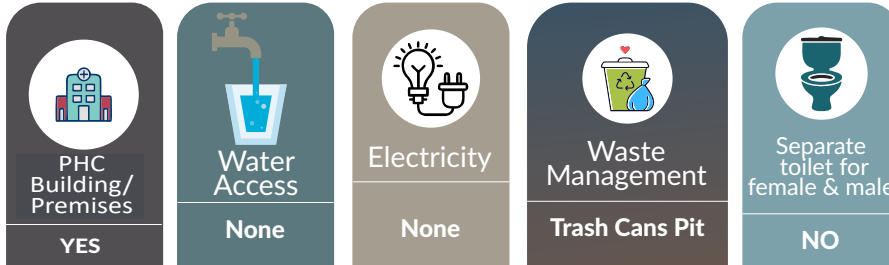 PHC
Building/
Premises
YES
Water
Access
None
Electricity
None
Waste
Management
Trash Cans Pit
Separate
toilet for
female & male
NO